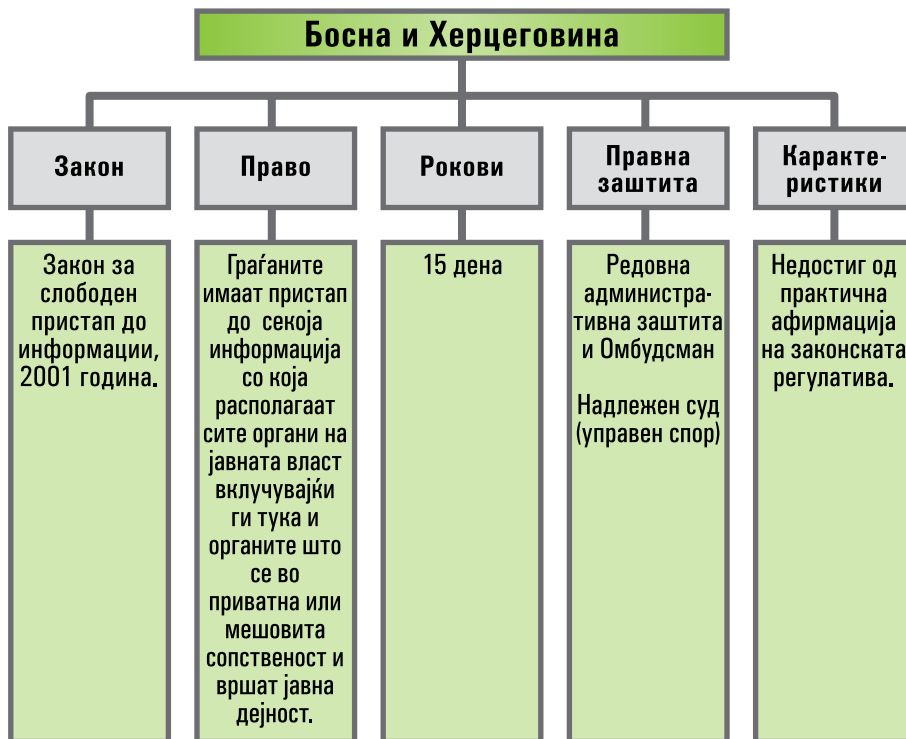 Босна и Херцеговина
Закон
Право
Рокови
Правна
заштита
Каракте-
ристики
Закон за
слободен
пристап до
информации,
2001 година.
Граѓаните
имаат пристап
до секоја
информација
со која
располагаат
сите органи на
јавната власт
вклучувајќи
ги тука и
органите што
се во
приватна или
мешовита
сопственост и
вршат јавна
дејност.
15 дена
Редовна
администра-
тивна заштита
и Омбудсман
Надлежен суд
(управен спор)
Недостиг од
практична
афирмација
на законската
регулатива.